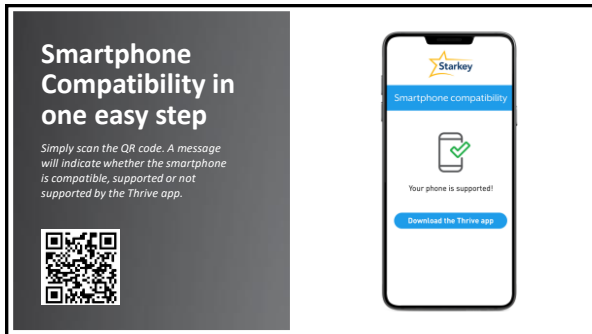 Smartphone
Compatibility in
one easy step
Simply scan the QR code. A message
will indicate whether the smartphone
is compatible, supported or not
supported by the Thrive app.
Starkey
Smartphone compatibility
Your phone is supported!
Download the Thrive app